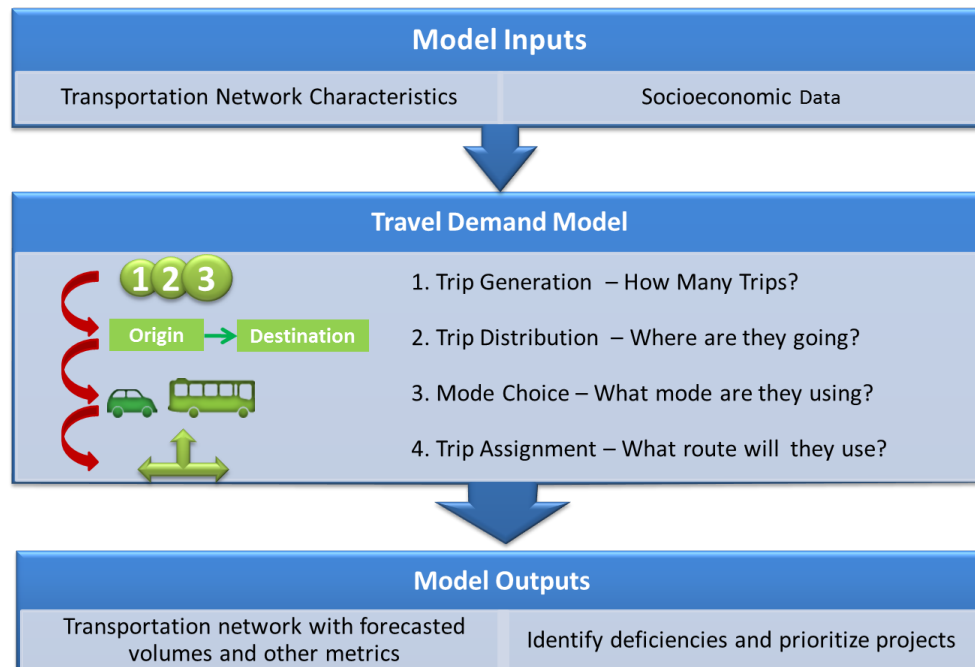 Model Inputs
Transportation Network Characteristics
Socioeconomic Data
Travel Demand Model
1 2 3
1. Trip Generation – How Many Trips?
Origin
Destination
2. Trip Distribution – Where are they going?
3. Mode Choice – What mode are they using?
4. Trip Assignment – What route will they use?
Model Outputs
Transportation network with forecasted
volumes and other metrics
Identify deficiencies and prioritize projects